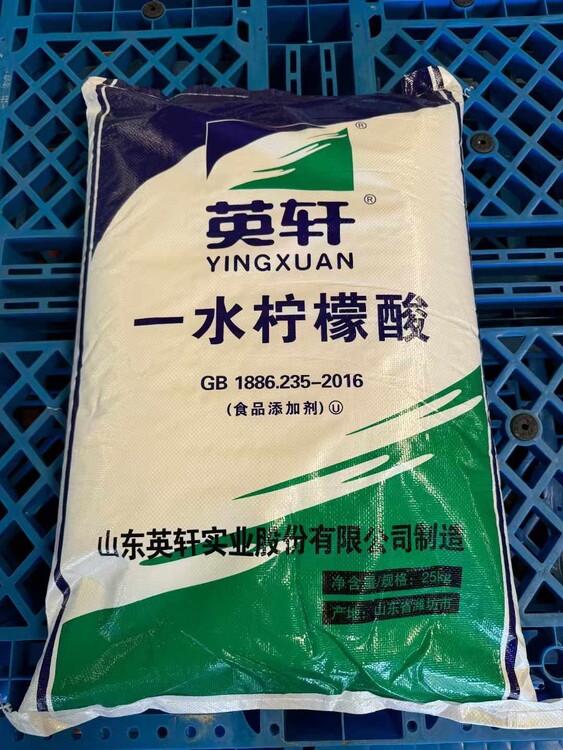 ®
英轩®
YINGXUAN
一水柠檬酸
GB 1886.235-2016
(食品添加剂)Ⓤ
山东英轩实业股份有限公司制造
净含量/规格: 25kg
产地: 山东省潍坊市